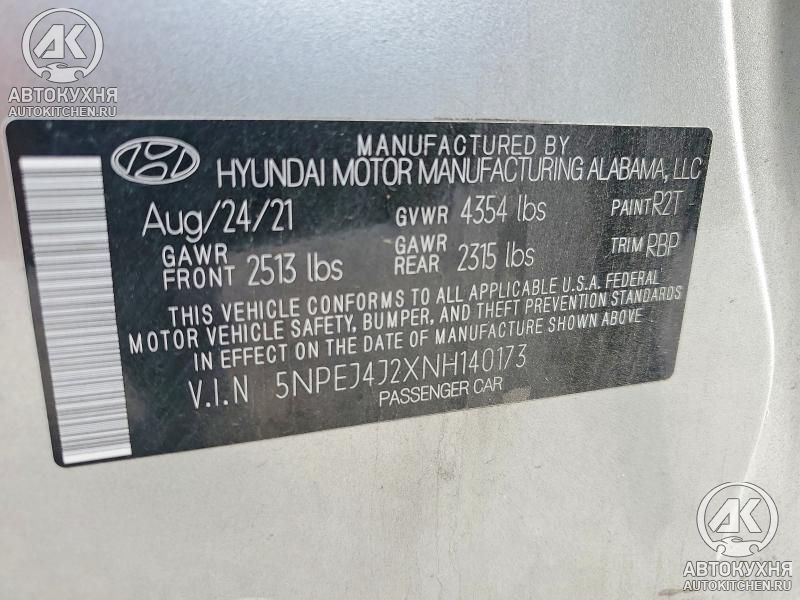 AK
АВТОКУХНЯ
AUTOKITCHEN.RU
MANUFACTURED BY
HYUNDAI MOTOR MANUFACTURING ALABAMA, LLC
Aug/24/21 GVWR 4354 lbs PAINT R2T
GAWR FRONT 2513 lbs GAWR REAR 2315 lbs TRIM RBP
THIS VEHICLE CONFORMS TO ALL APPLICABLE U.S.A. FEDERAL
MOTOR VEHICLE SAFETY, BUMPER, AND THEFT PREVENTION STANDARDS
IN EFFECT ON THE DATE OF MANUFACTURE SHOWN ABOVE.
V.I.N 5NPEJ4J2XNH140173
PASSENGER CAR
AK
АВТОКУХНЯ
AUTOKITCHEN.RU